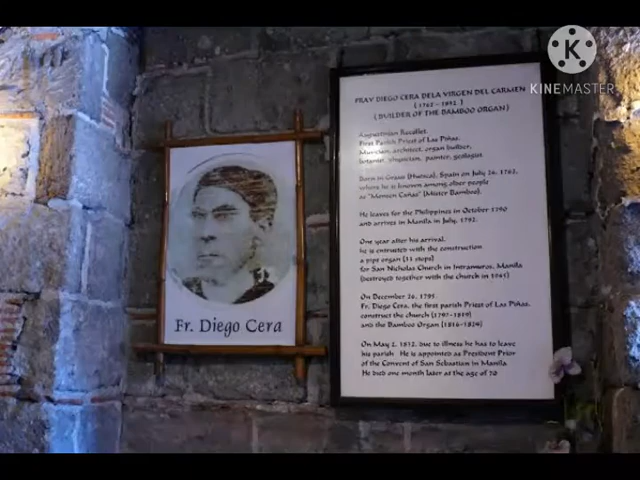 KINEMASTER
FRAY DIEGO CERA DELA VIRGEN DEL CARMEN
(1762 - 1832)
(BUILDER OF THE BAMBOO ORGAN)
Augustinian Recollet
First Parish Priest of Las Piñas,
Musician, architect, organ builder,
botanist, physician, painter, geologist
Born in Graus (Huesca), Spain on July 26, 1762,
where he is known among older people
as "Mosen Cañas" (Mister Bamboo).
He leaves for the Philippines in October 1790
and arrives in Manila in July, 1792.
One year after his arrival,
he is entrusted with the construction
a pipe organ (11 stops)
for San Nicholas Church in Intramuros, Manila
(destroyed together with the church in 1945)
On December 26, 1795,
Fr. Diego Cera, the first parish Priest of Las Piñas,
construct the church (1797-1819)
and the Bamboo Organ (1816-1824)
On May 2, 1832, due to illness he has to leave
his parish. He is appointed as President Prior
of the Convent of San Sebastian in Manila
He died one month later at the age of 70
Fr. Diego Cera